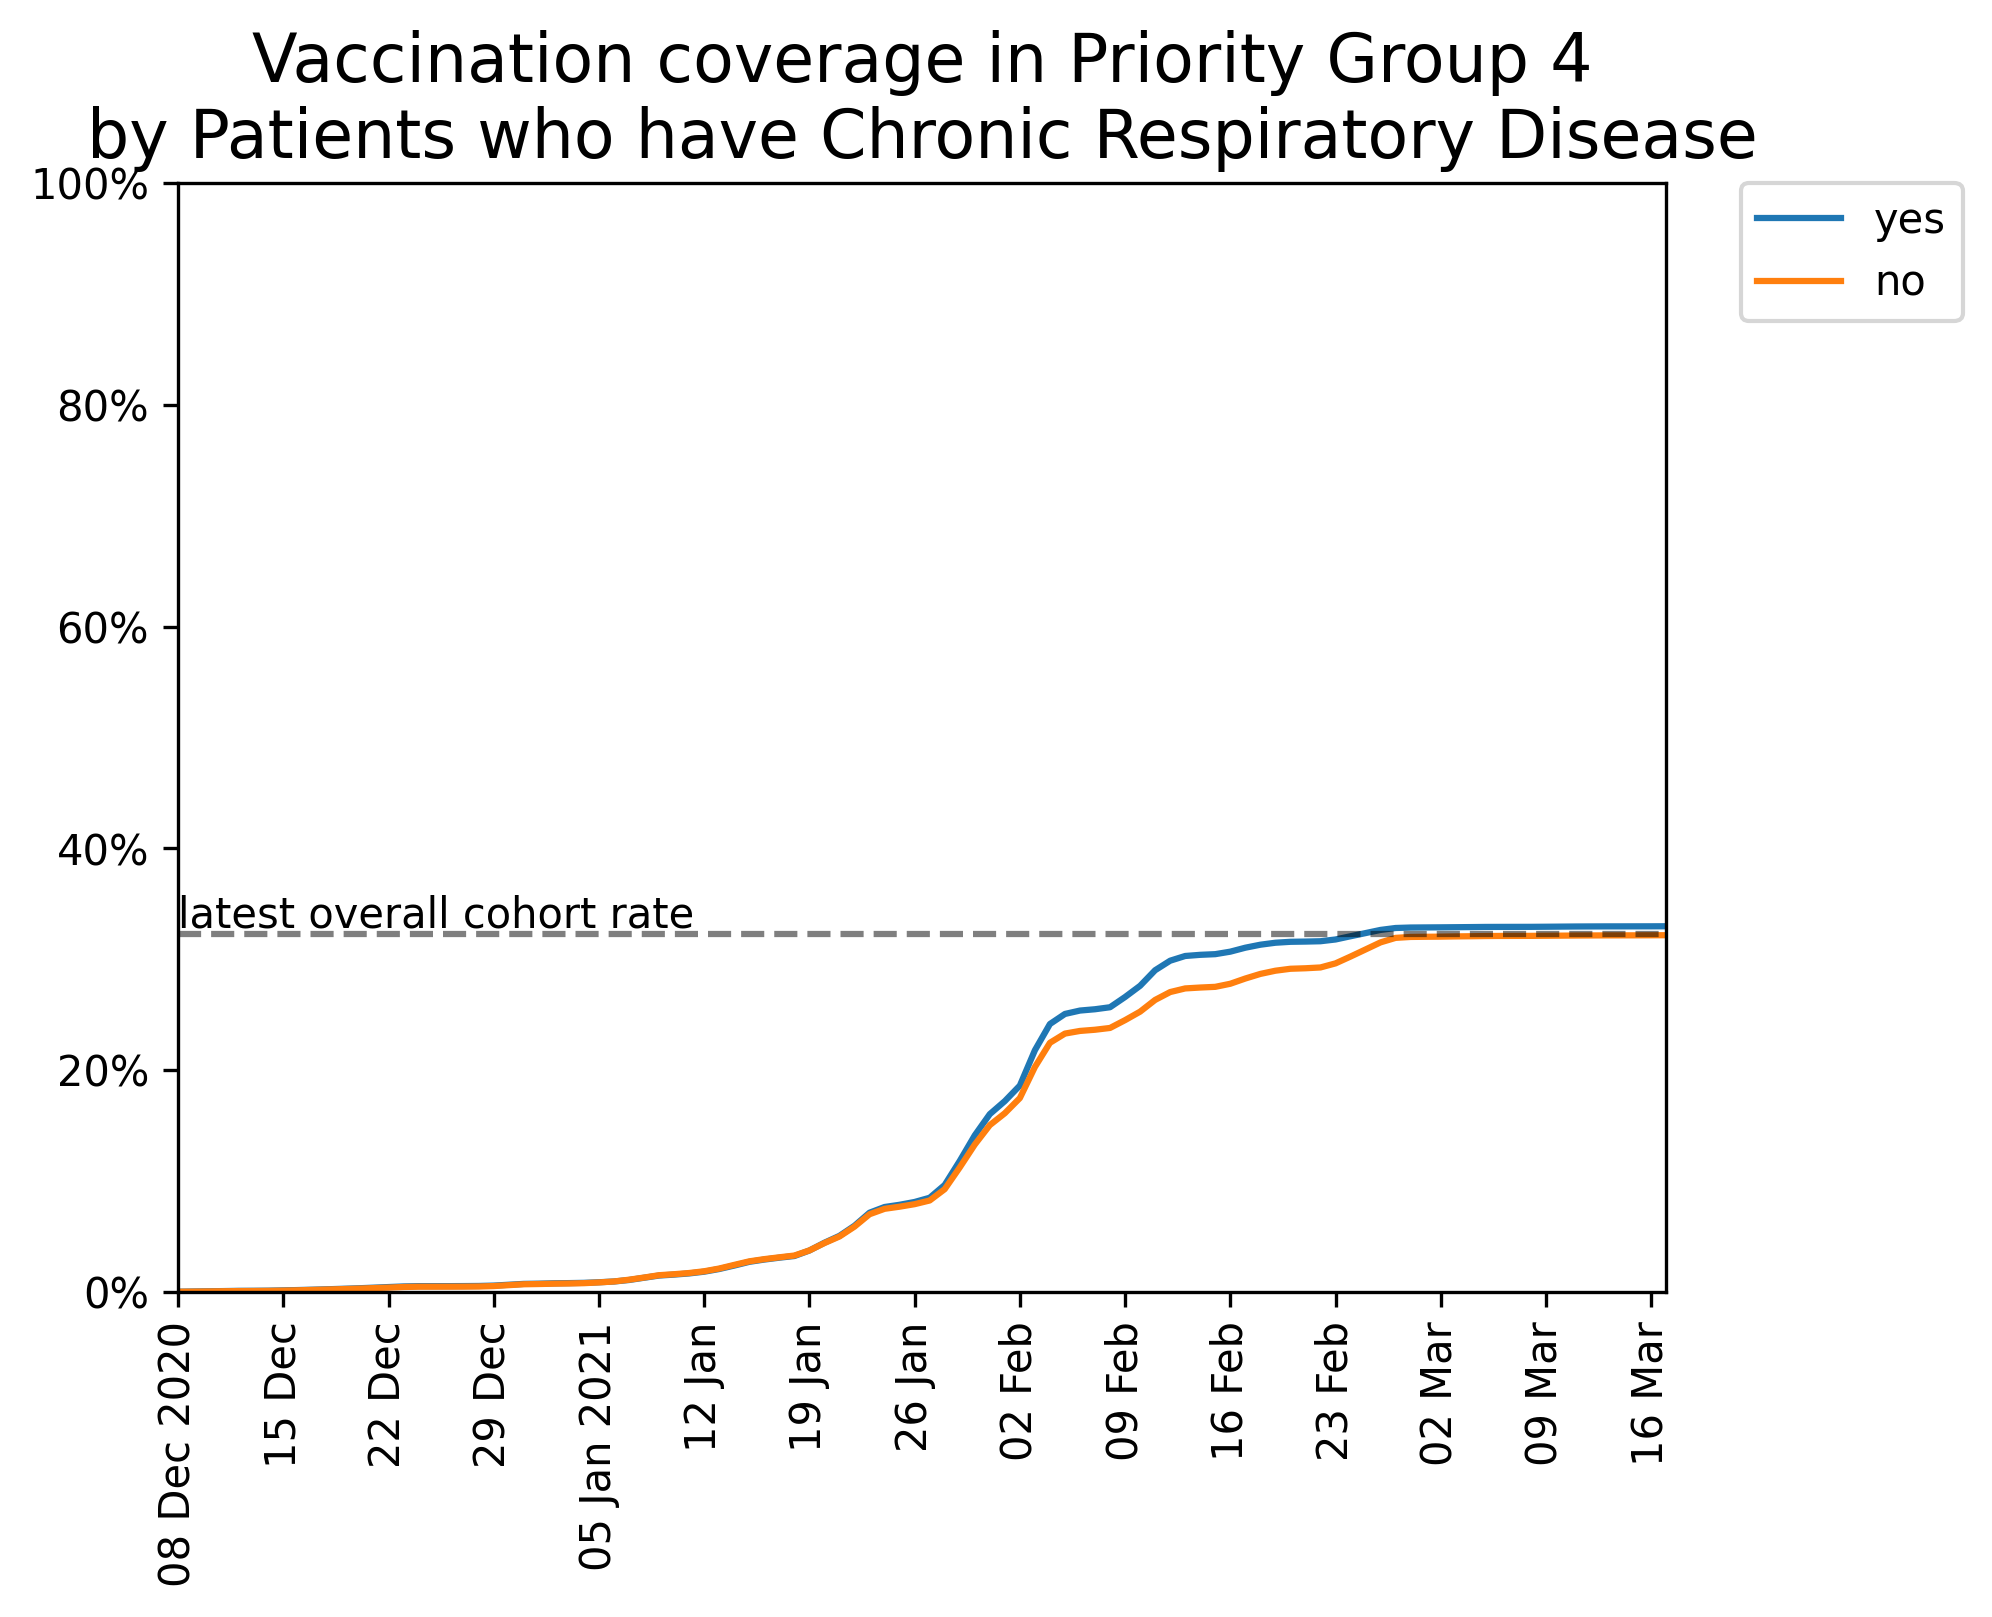 Vaccination coverage in Priority Group 4
by Patients who have Chronic Respiratory Disease
100%
80%
60%
40%
20%
0%
latest overall cohort rate
yes
no
08 Dec 2020
15 Dec
22 Dec
29 Dec
05 Jan 2021
12 Jan
19 Jan
26 Jan
02 Feb
09 Feb
16 Feb
23 Feb
02 Mar
09 Mar
16 Mar